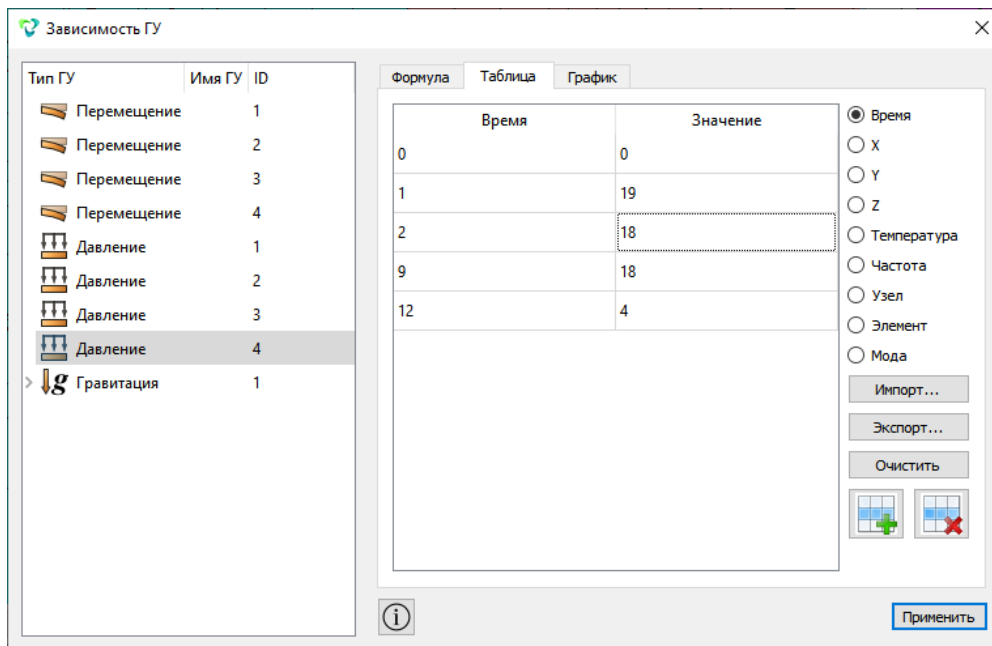 Зависимость ГУ
Тип ГУ Имя ГУ ID
Перемещение 1
Перемещение 2
Перемещение 3
Перемещение 4
Давление 1
Давление 2
Давление 3
Давление 4
g Гравитация 1
Формула Таблица График
Время Значение
0 0
1 19
2 18
9 18
12 4
Время
X
Y
Z
Температура
Частота
Узел
Элемент
Мода
Импорт...
Экспорт...
Очистить
i
Применить